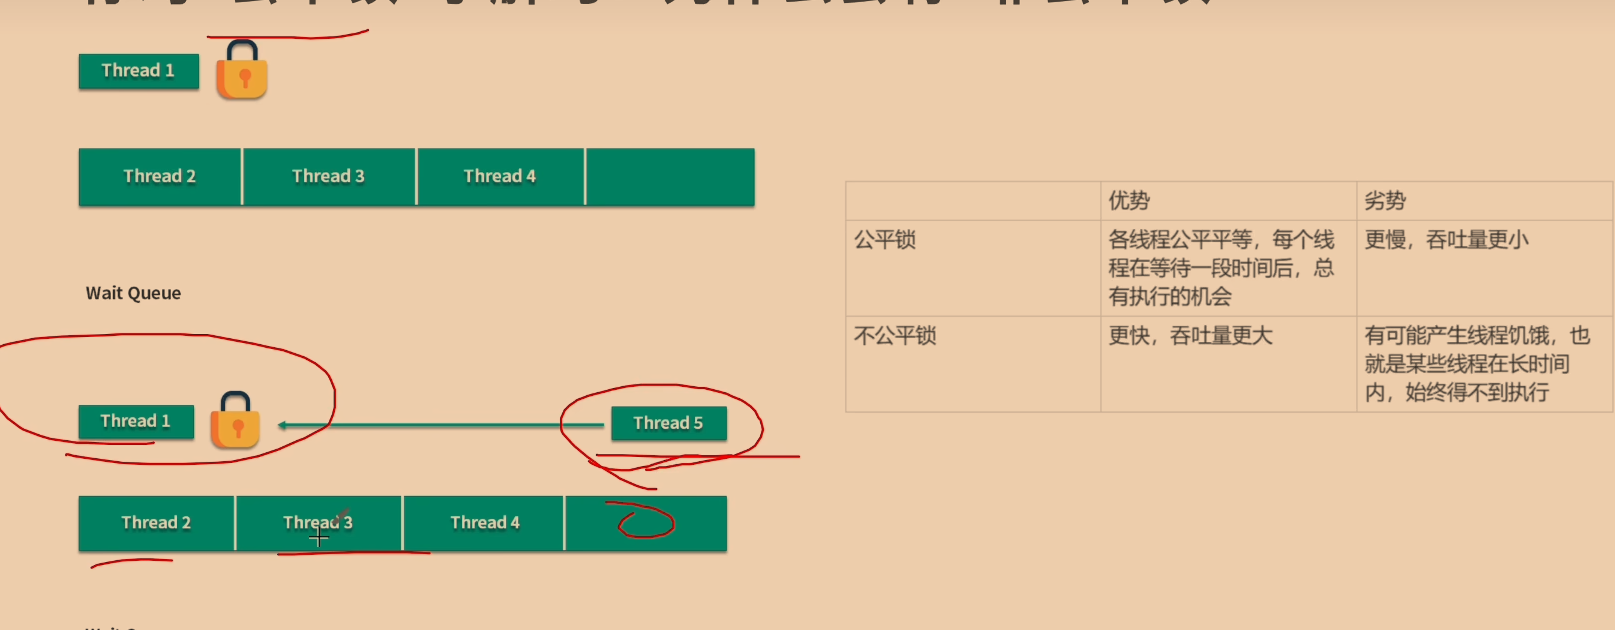 Thread 1
Thread 2
Thread 3
Thread 4
Wait Queue
Thread 1
Thread 5
Thread 2
Thread 3
Thread 4
优势
劣势
公平锁
各线程公平平等，每个线
程在等待一段时间后，总
有执行的机会
更慢，吞吐量更小
不公平锁
更快，吞吐量更大
有可能产生线程饥饿，也
就是某些线程在长时间
内，始终得不到执行